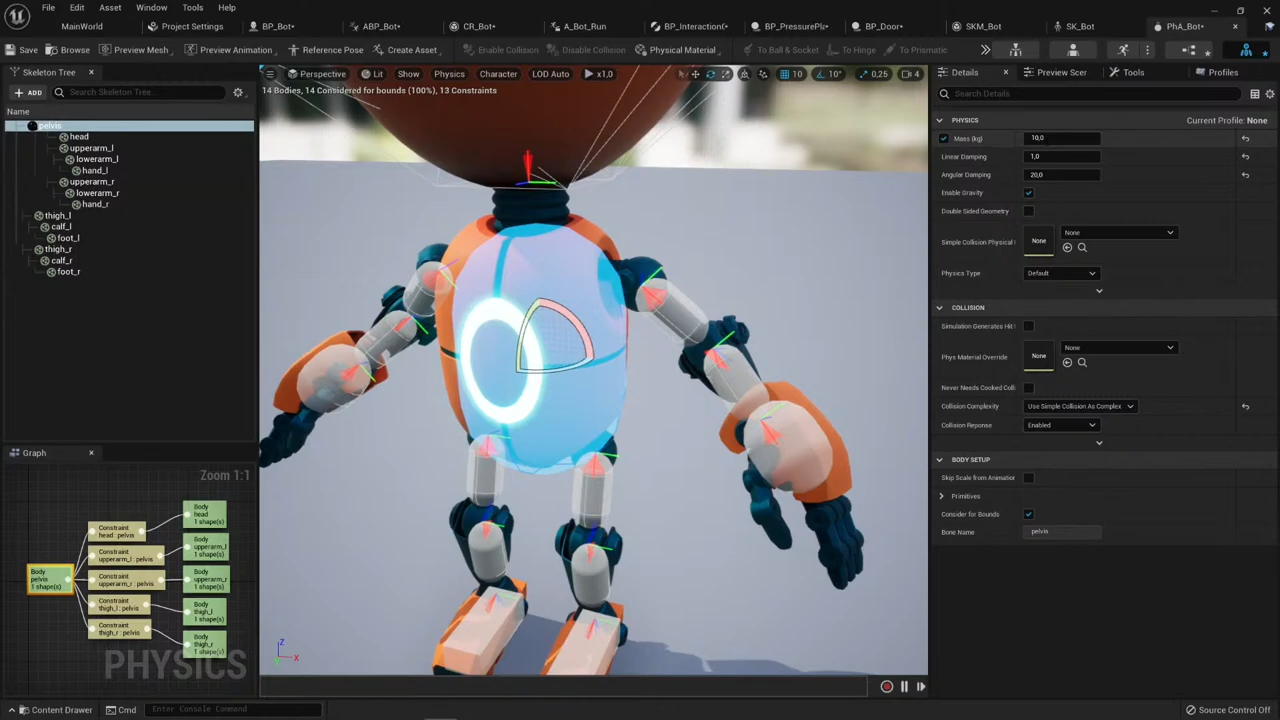 File Edit Asset Window Tools Help
MainWorld
Project Settings
BP_Bot•
ABP_Bot•
CR_Bot•
A_Bot_Run
BP_Interaction(•
BP_PressurePla•
BP_Door•
SKM_Bot
SK_Bot
PhA_Bot•
Save
Browse
Preview Mesh
Preview Animation
Reference Pose
Create Asset
Enable Collision
Disable Collision
Physical Material
To Ball & Socket
To Hinge
To Prismatic
Skeleton Tree
ADD
Search Skeleton Tree...
Name
pelvis
head
upperarm_l
lowerarm_l
hand_l
upperarm_r
lowerarm_r
hand_r
thigh_l
calf_l
foot_l
thigh_r
calf_r
foot_r
Graph
Zoom 1:1
Body
pelvis
1 shape(s)
Constraint
head : pelvis
Constraint
upperarm_l : pelvis
Constraint
upperarm_r : pelvis
Constraint
thigh_l : pelvis
Constraint
thigh_r : pelvis
Body
head
1 shape(s)
Body
upperarm_l
1 shape(s)
Body
upperarm_r
1 shape(s)
Body
thigh_l
1 shape(s)
Body
thigh_r
1 shape(s)
PHYSICS
Perspective
Lit
Show
Physics
Character
LOD Auto
x1,0
10
10°
0,25
4
14 Bodies, 14 Considered for bounds (100%), 13 Constraints
Z
X
Y
Details
Preview Scer
Tools
Profiles
Search Details
PHYSICS
Current Profile: None
Mass (kg)
10,0
Linear Damping
1,0
Angular Damping
20,0
Enable Gravity
Double Sided Geometry
Simple Collision Physical I
None
None
Physics Type
Default
COLLISION
Simulation Generates Hit
Phys Material Override
None
None
Never Needs Cooked Colli
Collision Complexity
Use Simple Collision As Complex
Collision Reponse
Enabled
BODY SETUP
Skip Scale from Animation
Primitives
Consider for Bounds
Bone Name
pelvis
Content Drawer
Cmd
Enter Console Command
Source Control Off